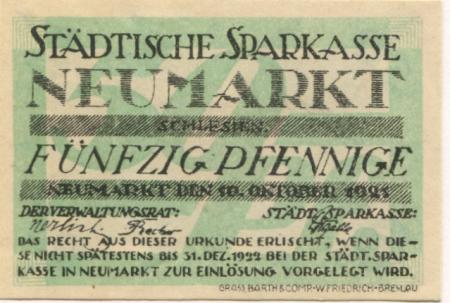 STÄDTISCHE SPARKASSE
NEUMARKT
SCHLESIEN.
FÜNFZIG PFENNIGE
NEUMARKT DEN 10. OKTOBER 1921
DER VERWALTUNGSRAT: STÄDT. SPARKASSE:
DAS RECHT AUS DIESER URKUNDE ERLISCHT, WENN DIE-
SE NICHT SPÄTESTENS BIS 31. DEZ. 1922 BEI DER STÄDT. SPAR-
KASSE IN NEUMARKT ZUR EINLÖSUNG VORGELEGT WIRD.
GRASS BARTH & COMP. W. FRIEDRICH-BRESLAU